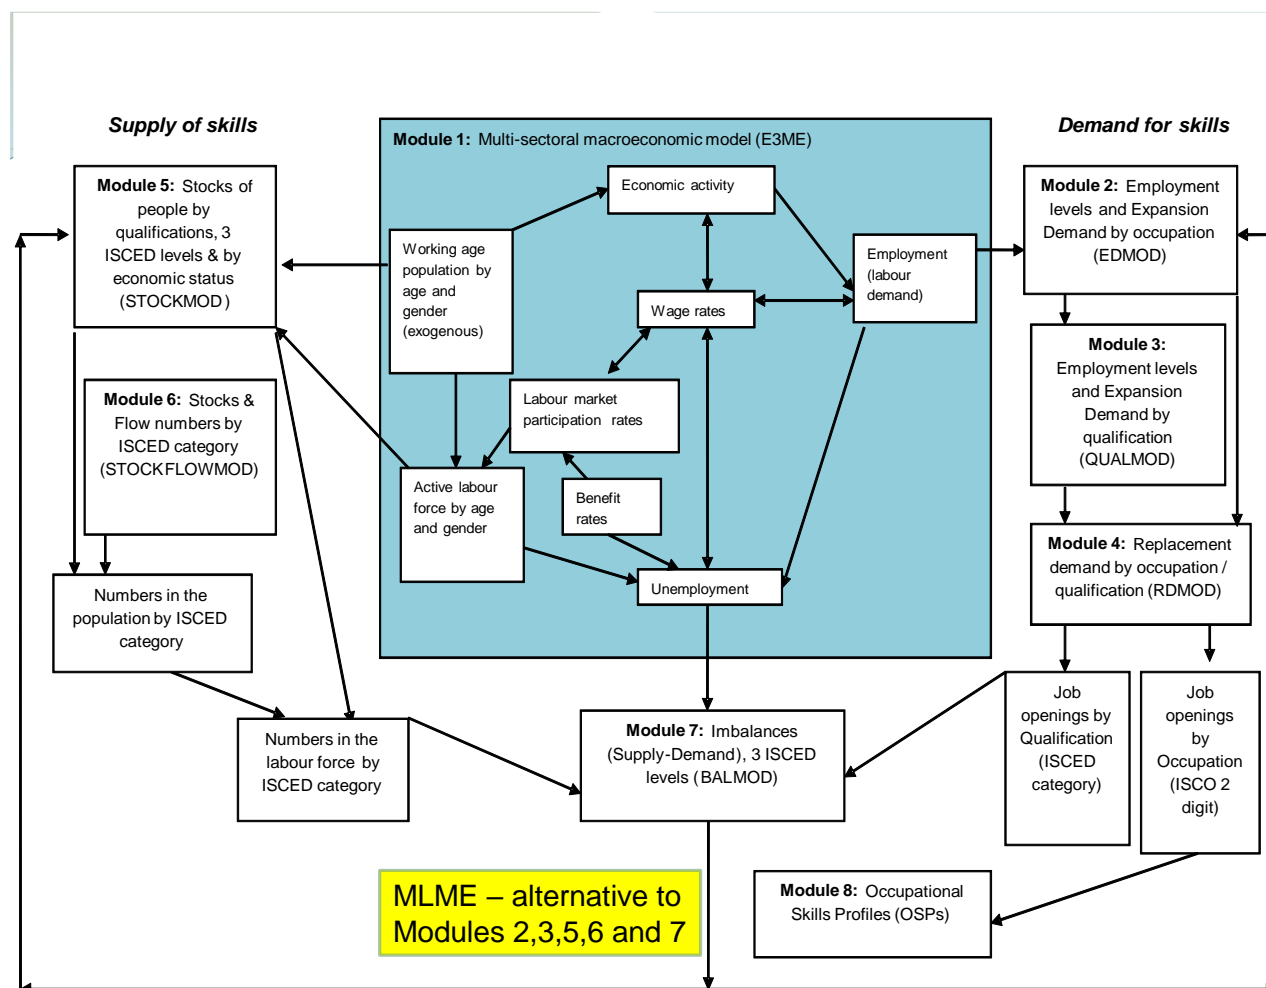 Supply of skills
Demand for skills
Module 1: Multi-sectoral macroeconomic model (E3ME)
Module 5: Stocks of
people by
qualifications, 3
ISCED levels & by
economic status
(STOCKMOD)
Module 6: Stocks &
Flow numbers by
ISCED category
(STOCKFLOWMOD)
Numbers in the
population by ISCED
category
Numbers in the
labour force by
ISCED category
Economic activity
Working age
population by
age and
gender
(exogenous)
Employment
(labour
demand)
Wage rates
Labour market
participation rates
Active labour
force by age
and gender
Benefit
rates
Unemployment
Module 2: Employment
levels and Expansion
Demand by occupation
(EDMOD)
Module 3:
Employment levels
and Expansion
Demand by
qualification
(QUALMOD)
Module 4: Replacement
demand by occupation /
qualification (RDMOD)
Job
openings by
Qualification
(ISCED
category)
Job
openings
by
Occupation
(ISCO 2
digit)
Module 7: Imbalances
(Supply-Demand), 3 ISCED
levels (BALMOD)
MLME – alternative to
Modules 2,3,5,6 and 7
Module 8: Occupational
Skills Profiles (OSPs)